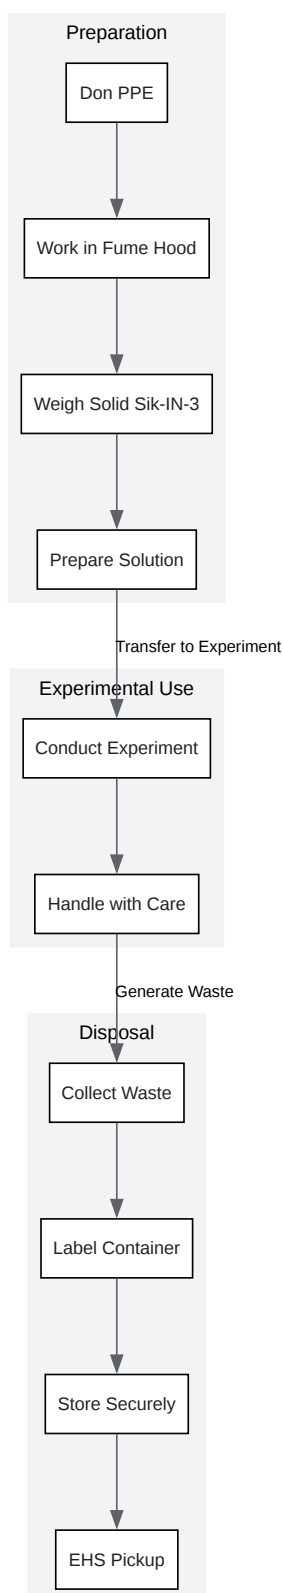 Preparation
Don PPE
Work in Fume Hood
Weigh Solid Sik-IN-3
Prepare Solution
Transfer to Experiment
Experimental Use
Conduct Experiment
Handle with Care
Generate Waste
Disposal
Collect Waste
Label Container
Store Securely
EHS Pickup